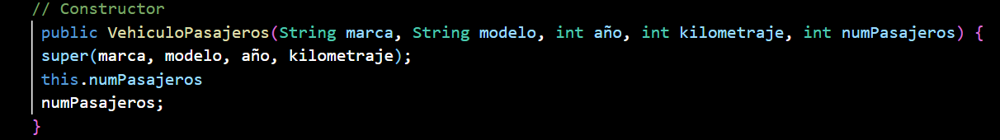 // Constructor
public VehiculoPasajeros(String marca, String modelo, int año, int kilometraje, int numPasajeros) {
super(marca, modelo, año, kilometraje);
this.numPasajeros
numPasajeros;
}